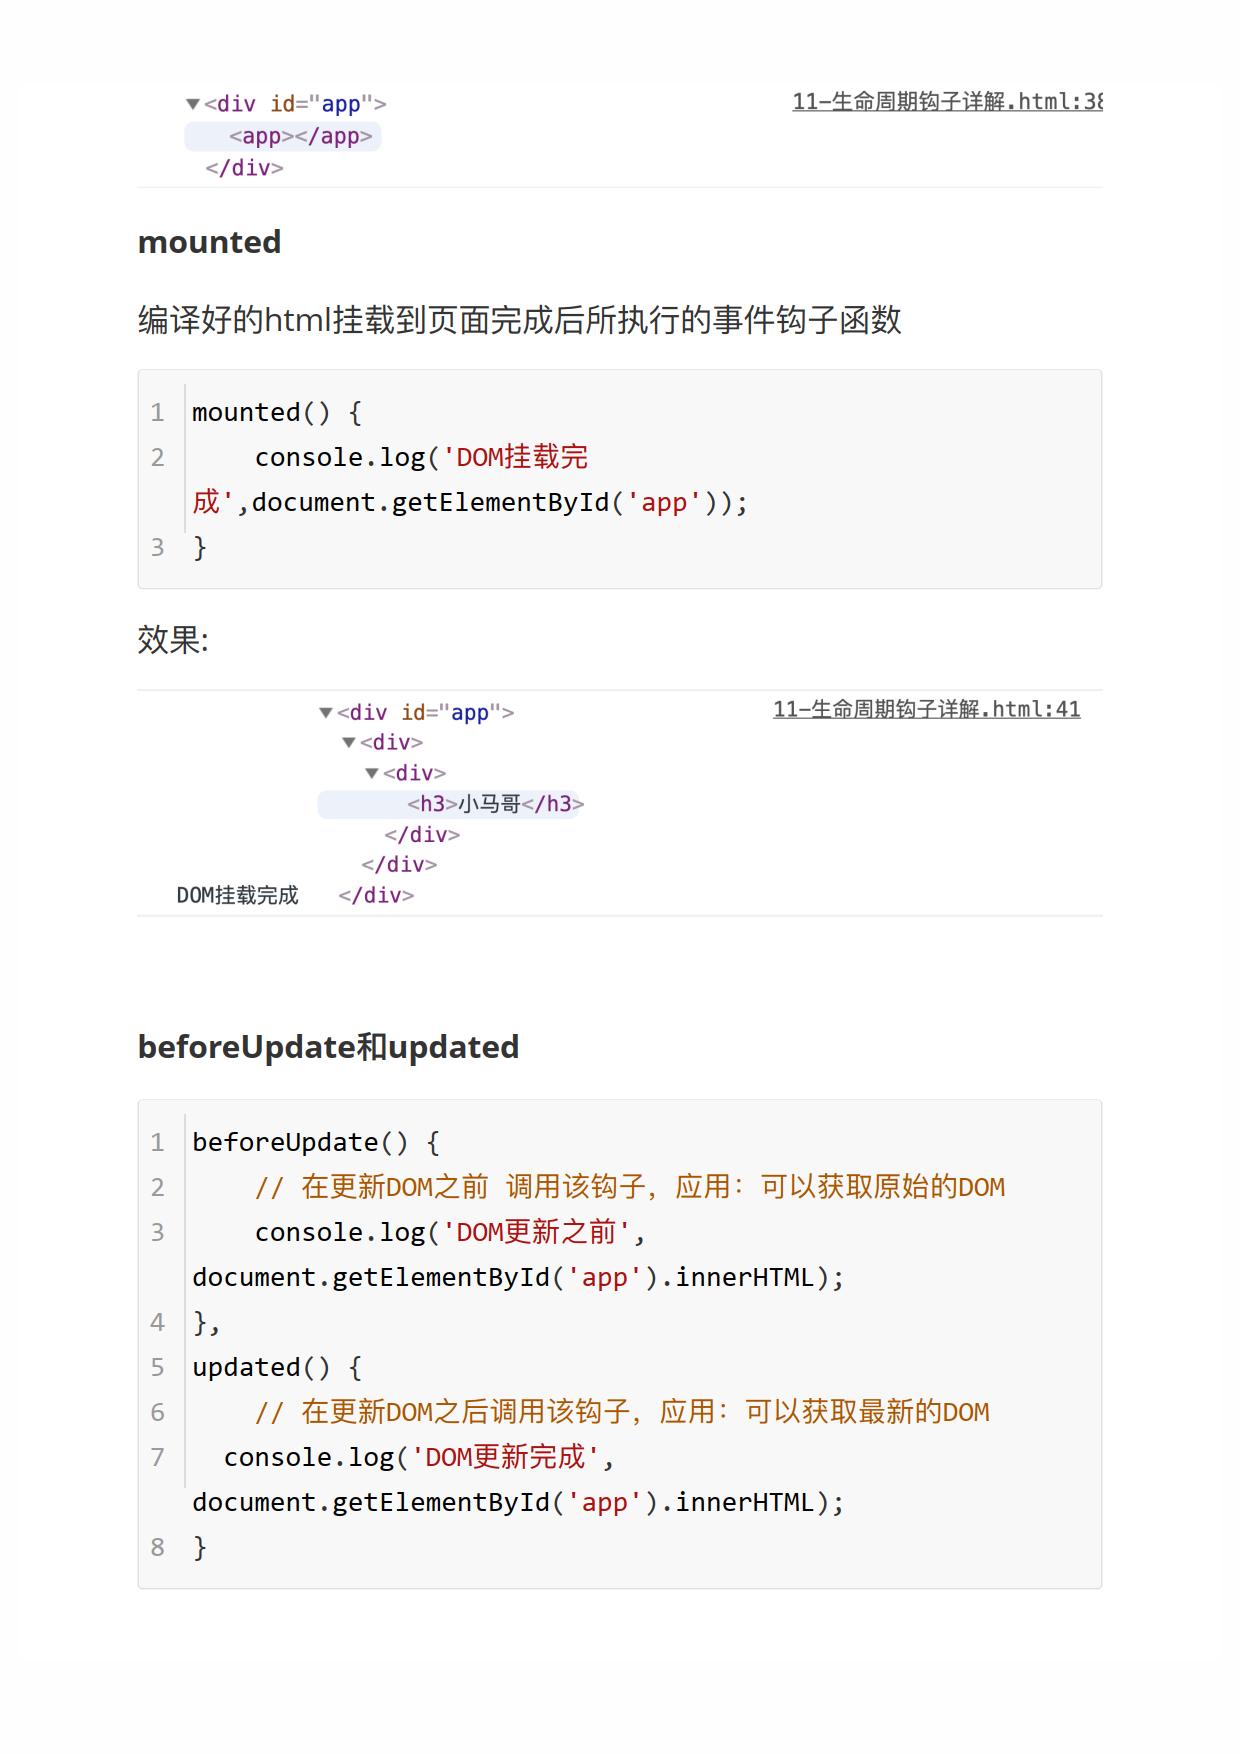 ▼<div id="app">
11-生命周期钩子详解.html:38
<app></app>
</div>
mounted
编译好的html挂载到页面完成后所执行的事件钩子函数
1 mounted() {
2     console.log('DOM挂载完
成',document.getElementById('app'));
3 }
效果:
▼<div id="app">
11-生命周期钩子详解.html:41
▼<div>
▼<div>
<h3>小马哥</h3>
</div>
</div>
DOM挂载完成 </div>
beforeUpdate和updated
1 beforeUpdate() {
2     // 在更新DOM之前 调用该钩子，应用：可以获取原始的DOM
3     console.log('DOM更新之前',
document.getElementById('app').innerHTML);
4 },
5 updated() {
6     // 在更新DOM之后调用该钩子，应用：可以获取最新的DOM
7   console.log('DOM更新完成',
document.getElementById('app').innerHTML);
8 }